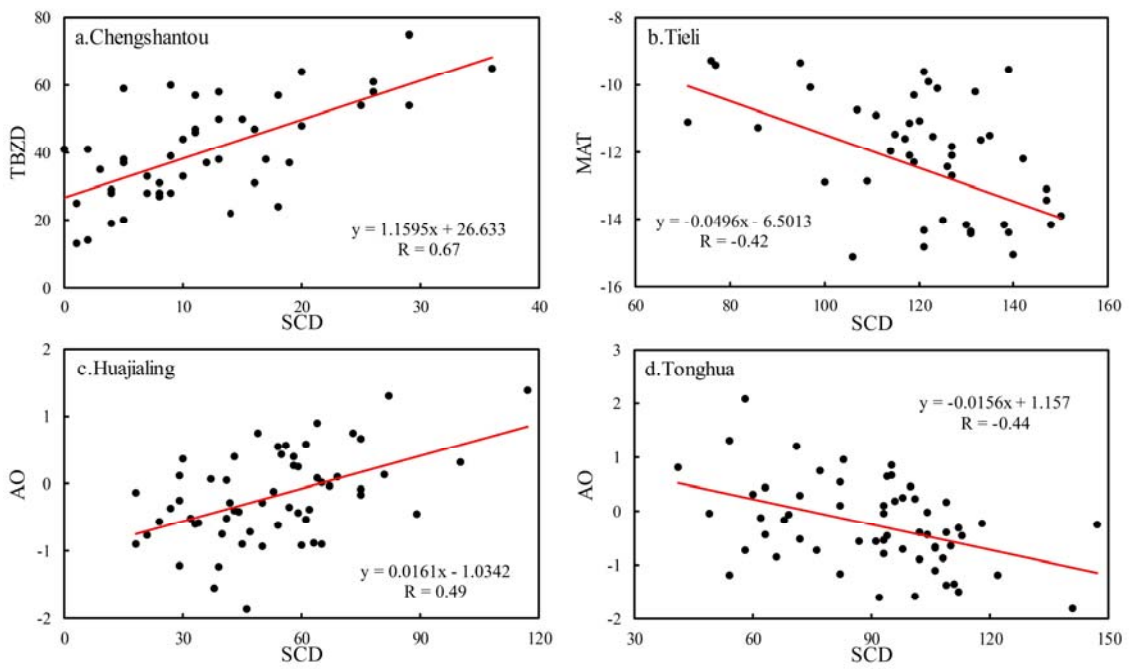 a.Chengshantou
80
60
40
20
0
TBZD
y = 1.1595x + 26.633
R = 0.67
0 10 20 30 40
SCD
b.Tieli
-8
-10
-12
-14
-16
MAT
y = -0.0496x - 6.5013
R = -0.42
60 80 100 120 140 160
SCD
c.Huajialing
2
1
0
-1
-2
AO
y = 0.0161x - 1.0342
R = 0.49
0 30 60 90 120
SCD
d.Tonghua
3
2
1
0
-1
-2
AO
y = -0.0156x + 1.157
R = -0.44
30 60 90 120 150
SCD